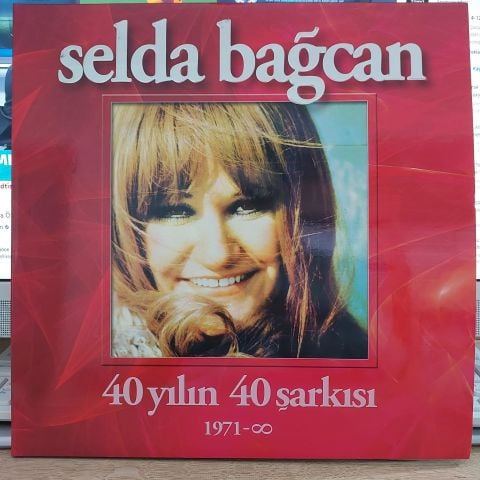 selda bağcan
40 yılın 40 şarkısı
1971-∞